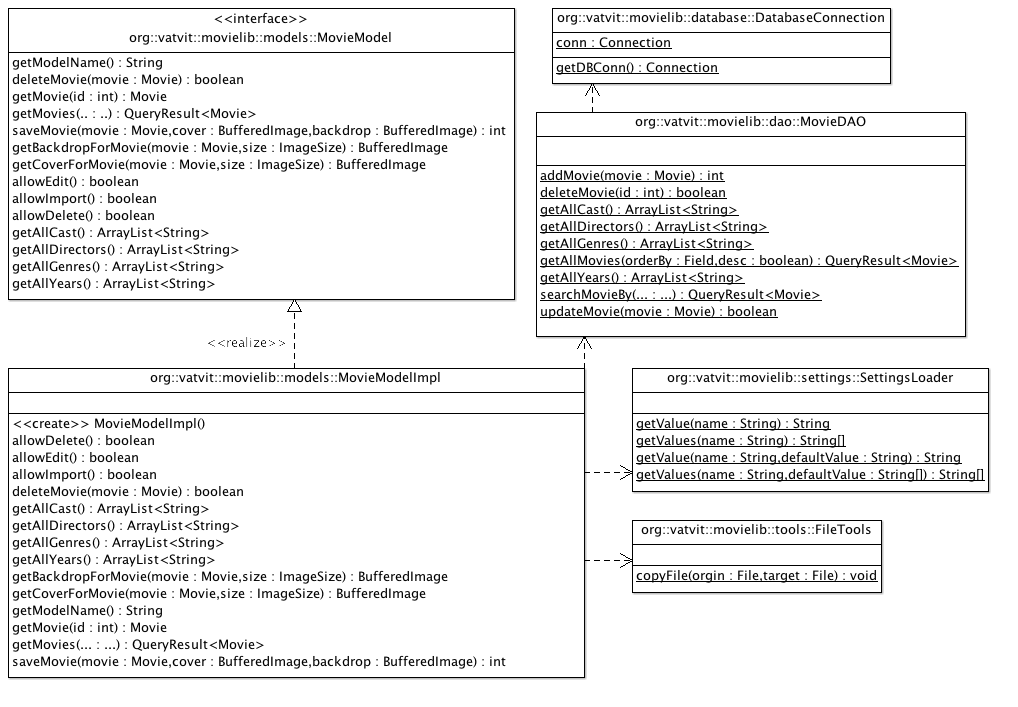 <<interface>>
org::vatvit::movielib::models::MovieModel
getModelName() : String
deleteMovie(movie : Movie) : boolean
getMovie(id : int) : Movie
getMovies(.. : ..) : QueryResult<Movie>
saveMovie(movie : Movie,cover : BufferedImage,backdrop : BufferedImage) : int
getBackdropForMovie(movie : Movie,size : ImageSize) : BufferedImage
getCoverForMovie(movie : Movie,size : ImageSize) : BufferedImage
allowEdit() : boolean
allowImport() : boolean
allowDelete() : boolean
getAllCast() : ArrayList<String>
getAllDirectors() : ArrayList<String>
getAllGenres() : ArrayList<String>
getAllYears() : ArrayList<String>
<<realize>>
org::vatvit::movielib::models::MovieModelImpl
<<create>> MovieModelImpl()
allowDelete() : boolean
allowEdit() : boolean
allowImport() : boolean
deleteMovie(movie : Movie) : boolean
getAllCast() : ArrayList<String>
getAllDirectors() : ArrayList<String>
getAllGenres() : ArrayList<String>
getAllYears() : ArrayList<String>
getBackdropForMovie(movie : Movie,size : ImageSize) : BufferedImage
getCoverForMovie(movie : Movie,size : ImageSize) : BufferedImage
getModelName() : String
getMovie(id : int) : Movie
getMovies(... : ...) : QueryResult<Movie>
saveMovie(movie : Movie,cover : BufferedImage,backdrop : BufferedImage) : int
org::vatvit::movielib::database::DatabaseConnection
conn : Connection
getDBConn() : Connection
org::vatvit::movielib::dao::MovieDAO
addMovie(movie : Movie) : int
deleteMovie(id : int) : boolean
getAllCast() : ArrayList<String>
getAllDirectors() : ArrayList<String>
getAllGenres() : ArrayList<String>
getAllMovies(orderBy : Field,desc : boolean) : QueryResult<Movie>
getAllYears() : ArrayList<String>
searchMovieBy(... : ...) : QueryResult<Movie>
updateMovie(movie : Movie) : boolean
org::vatvit::movielib::settings::SettingsLoader
getValue(name : String) : String
getValues(name : String) : String[]
getValue(name : String,defaultValue : String) : String
getValues(name : String,defaultValue : String[]) : String[]
org::vatvit::movielib::tools::FileTools
copyFile(orgin : File,target : File) : void